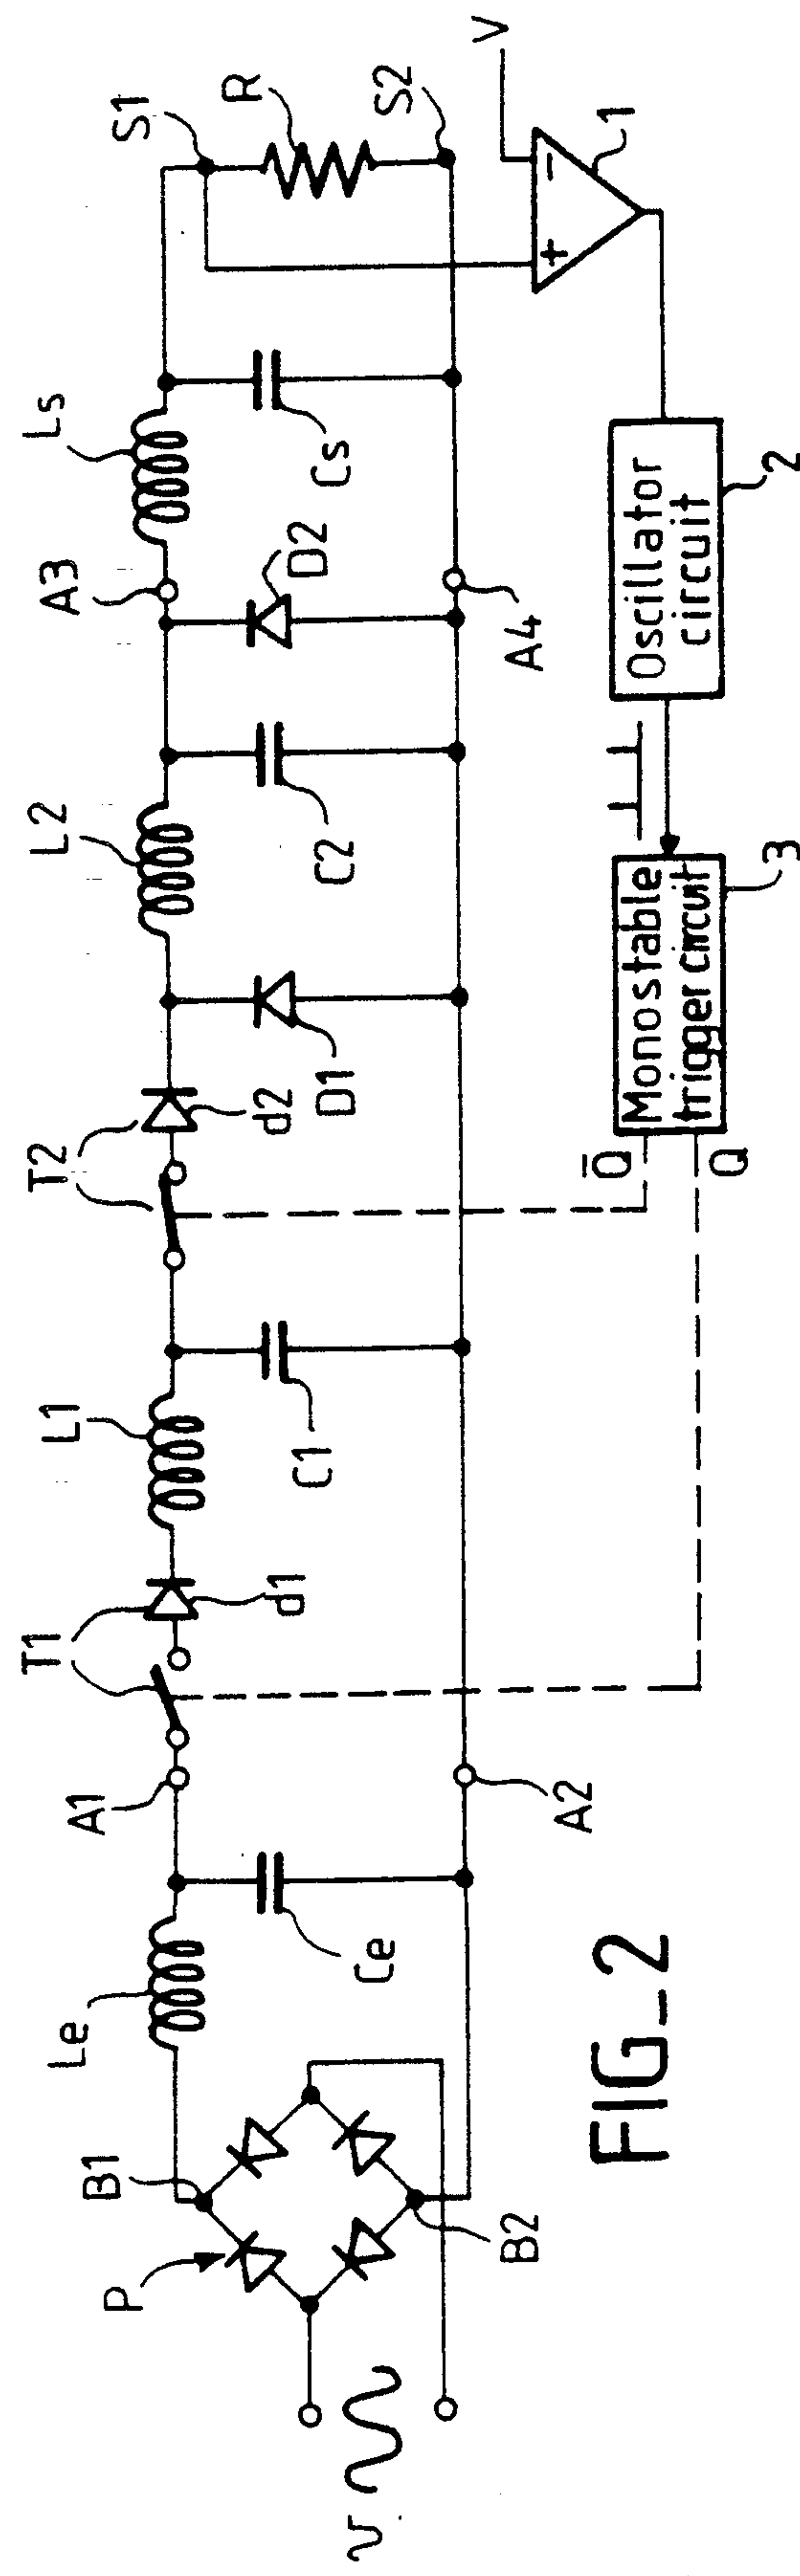 υ
P
B1
B2
Le
Ce
A1
A2
T1
d1
L1
C1
T2
d2
D1
L2
C2
D2
A3
A4
Ls
Cs
S1
R
S2
V
+
−
1
Oscillator
circuit
2
Monostable
trigger circuit
3
Q̅
Q
FIG_2